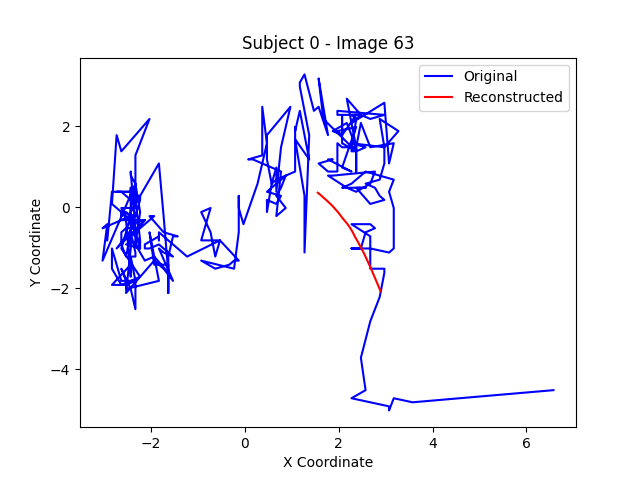 Subject 0 - Image 63
Original
Reconstructed
Y Coordinate
2
0
−2
−4
−2
0
2
4
6
X Coordinate